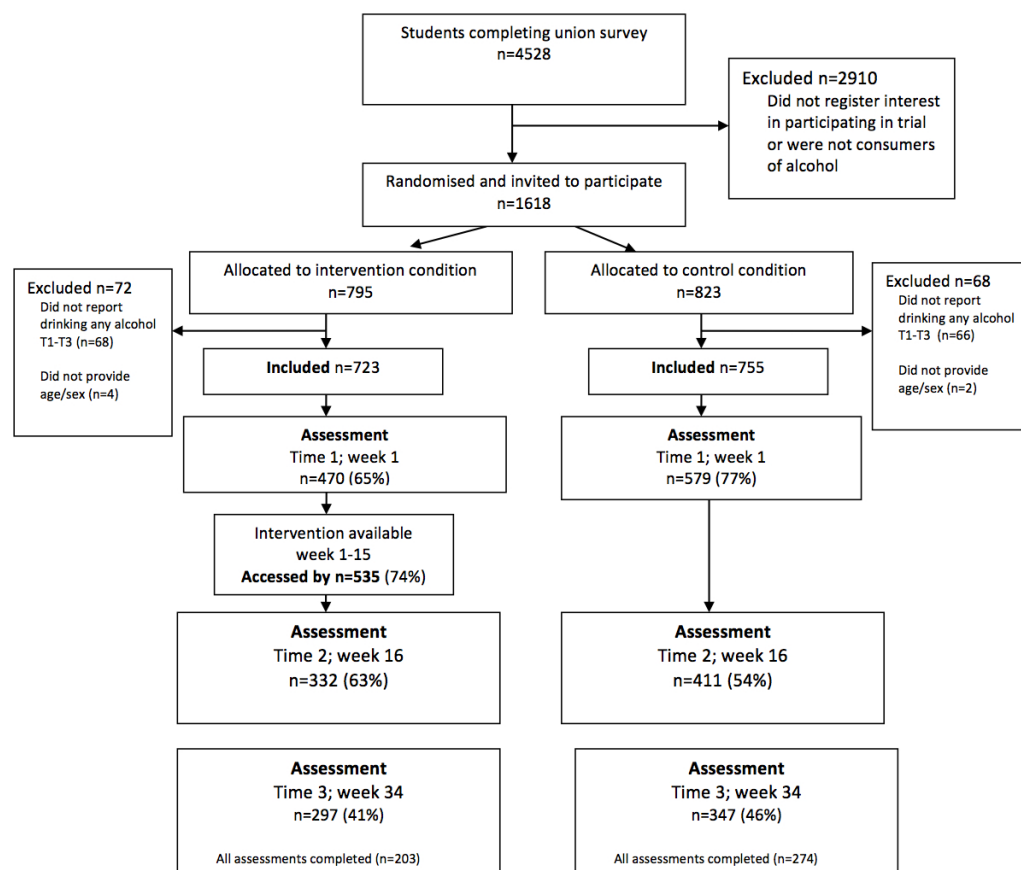 Students completing union survey
n=4528
Excluded n=2910
Did not register interest
in participating in trial
or were not consumers
of alcohol
Randomised and invited to participate
n=1618
Allocated to intervention condition
n=795
Allocated to control condition
n=823
Excluded n=72
Did not report
drinking any alcohol
T1-T3 (n=68)
Did not provide
age/sex (n=4)
Excluded n=68
Did not report
drinking any alcohol
T1-T3 (n=66)
Did not provide
age/sex (n=2)
Included n=723
Included n=755
Assessment
Time 1; week 1
n=470 (65%)
Assessment
Time 1; week 1
n=579 (77%)
Intervention available
week 1-15
Accessed by n=535 (74%)
Assessment
Time 2; week 16
n=332 (63%)
Assessment
Time 2; week 16
n=411 (54%)
Assessment
Time 3; week 34
n=297 (41%)
All assessments completed (n=203)
Assessment
Time 3; week 34
n=347 (46%)
All assessments completed (n=274)